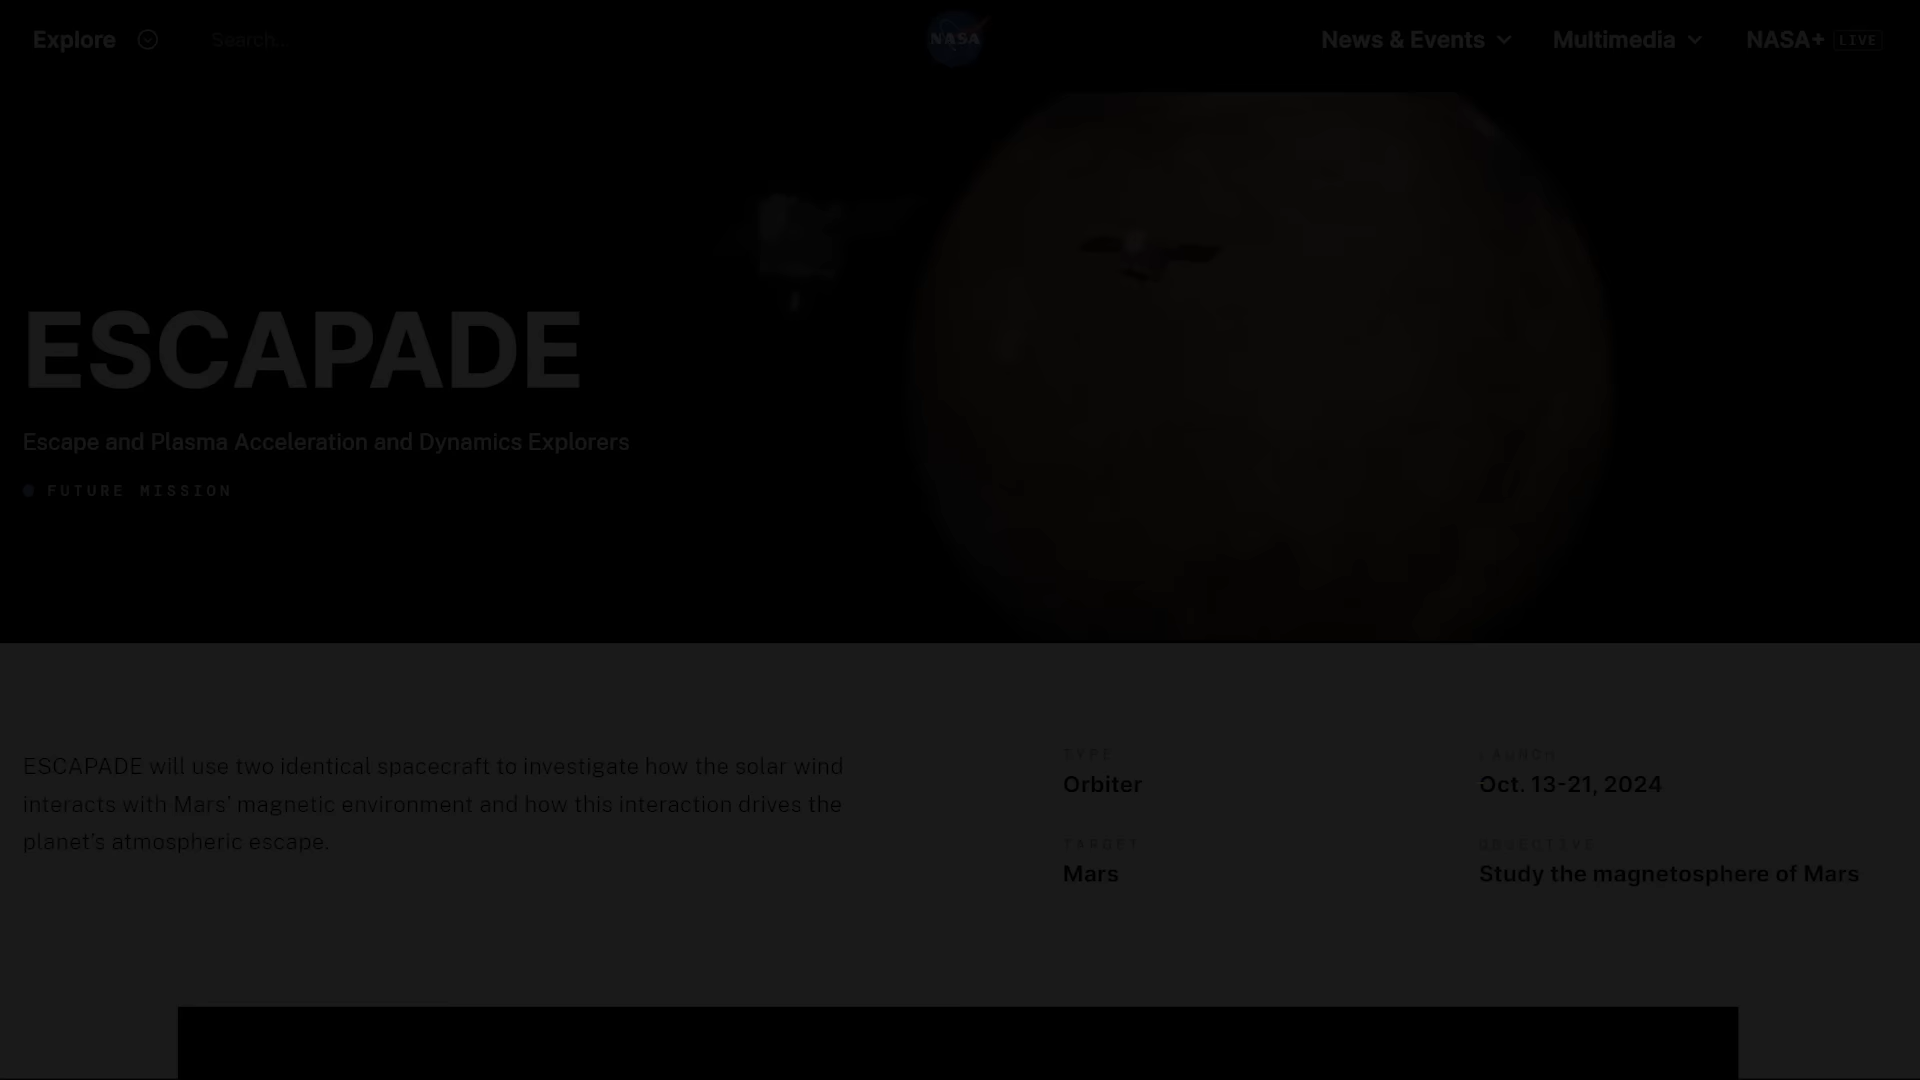 Explore
Search...
NASA
News & Events
Multimedia
NASA+ LIVE
ESCAPADE
Escape and Plasma Acceleration and Dynamics Explorers
FUTURE MISSION
ESCAPADE will use two identical spacecraft to investigate how the solar wind
interacts with Mars’ magnetic environment and how this interaction drives the
planet’s atmospheric escape.
TYPE
Orbiter
LAUNCH
Oct. 13-21, 2024
TARGET
Mars
OBJECTIVE
Study the magnetosphere of Mars